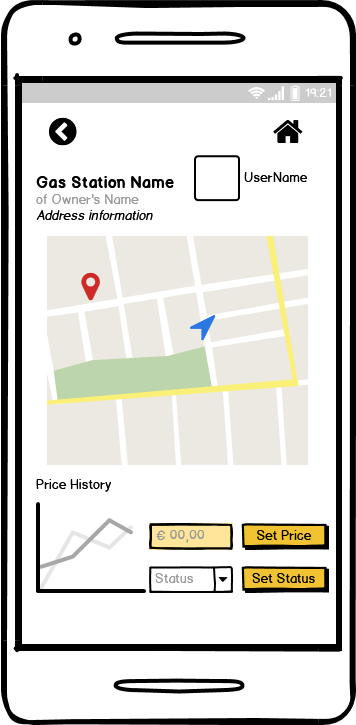 19:21
UserName
Gas Station Name
of Owner's Name
Address information
Price History
€ 00,00
Set Price
Status
Set Status